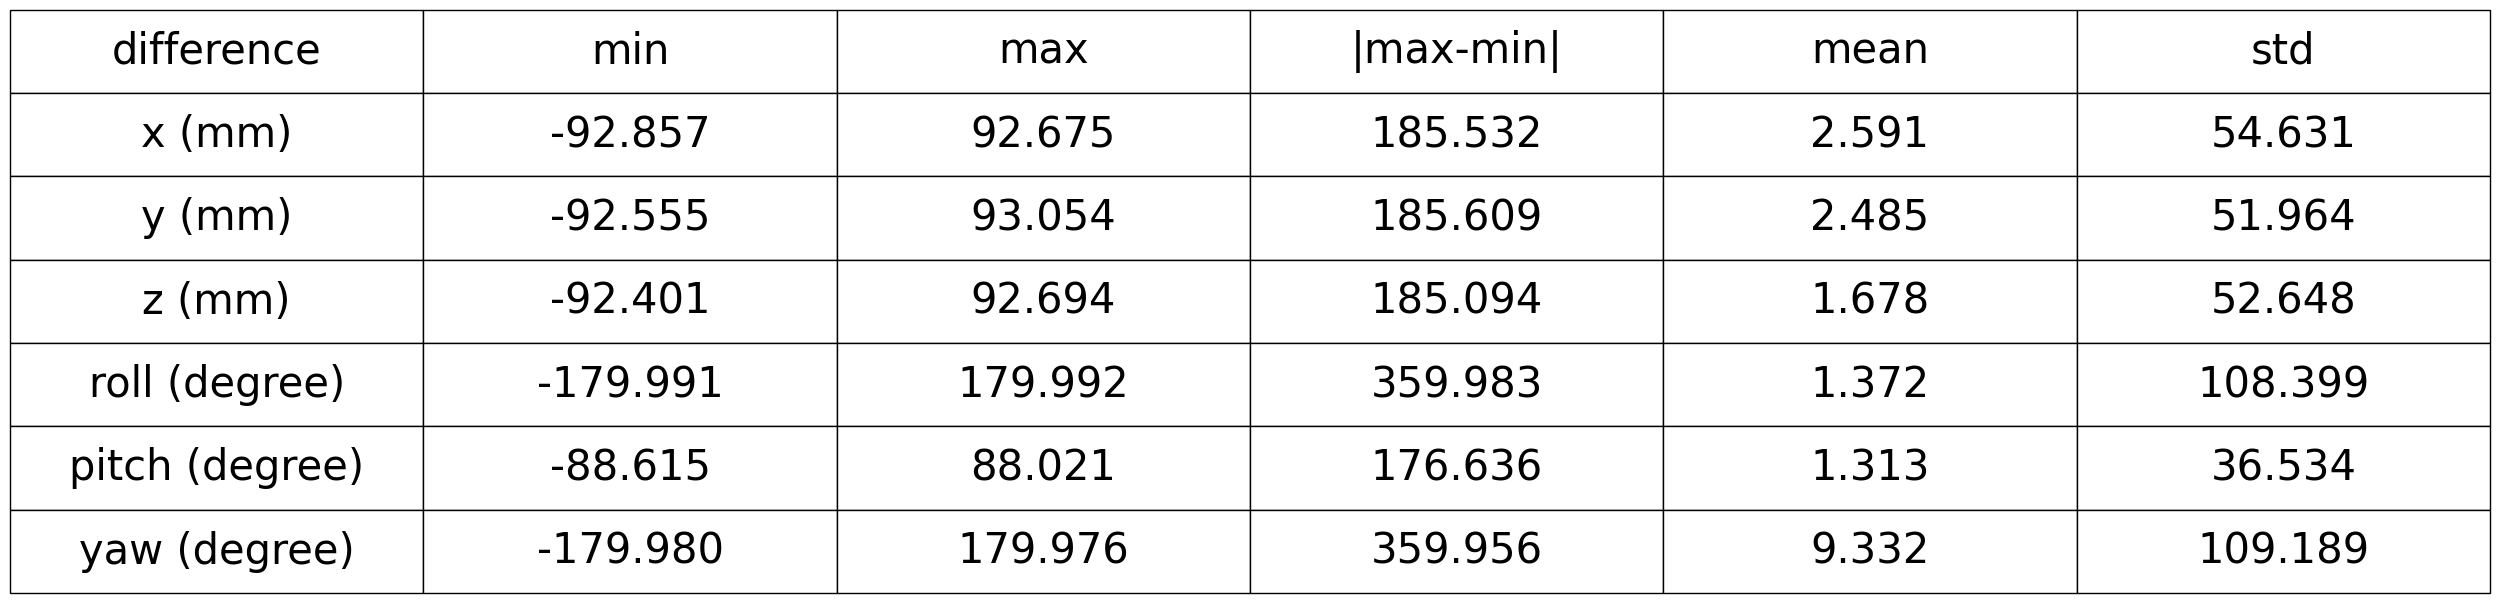 difference min max |max-min| mean std
x (mm) -92.857 92.675 185.532 2.591 54.631
y (mm) -92.555 93.054 185.609 2.485 51.964
z (mm) -92.401 92.694 185.094 1.678 52.648
roll (degree) -179.991 179.992 359.983 1.372 108.399
pitch (degree) -88.615 88.021 176.636 1.313 36.534
yaw (degree) -179.980 179.976 359.956 9.332 109.189